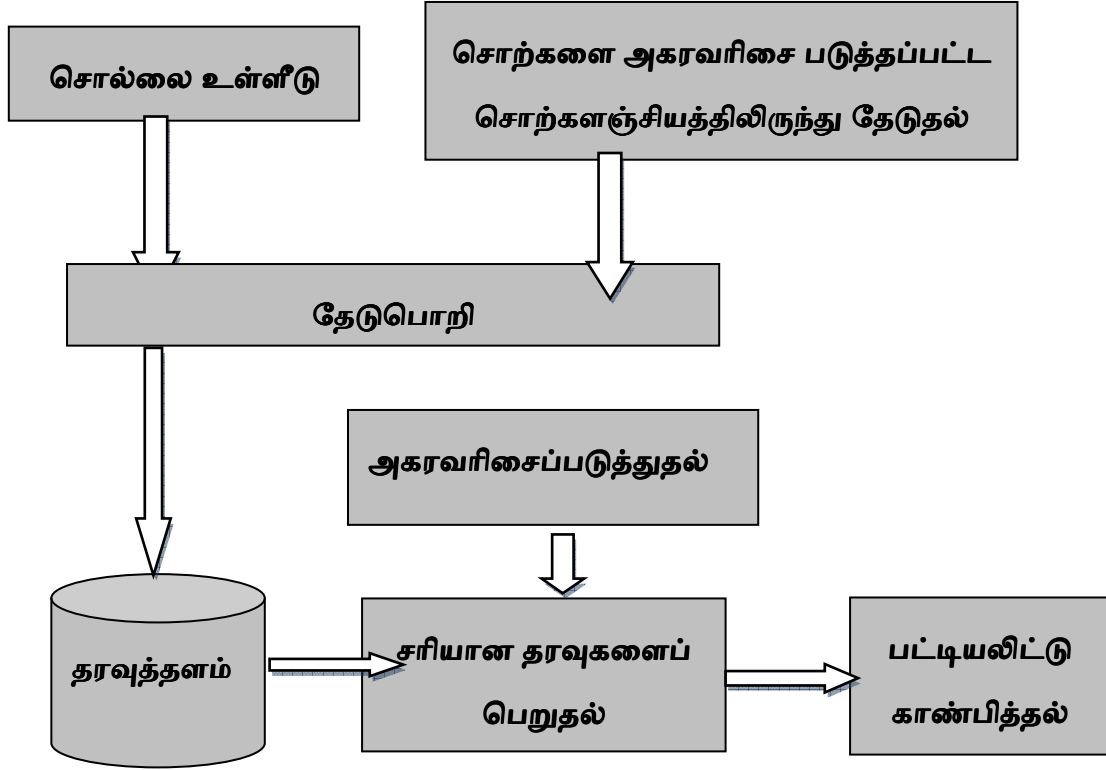 சொல்லை உள்ளீடு
சொற்களை அகரவரிசை படுத்தப்பட்ட
சொற்களஞ்சியத்திலிருந்து தேடுதல்
தேடுபொறி
அகரவரிசைப்படுத்துதல்
தரவுத்தளம்
சரியான தரவுகளைப்
பெறுதல்
பட்டியலிட்டு
காண்பித்தல்